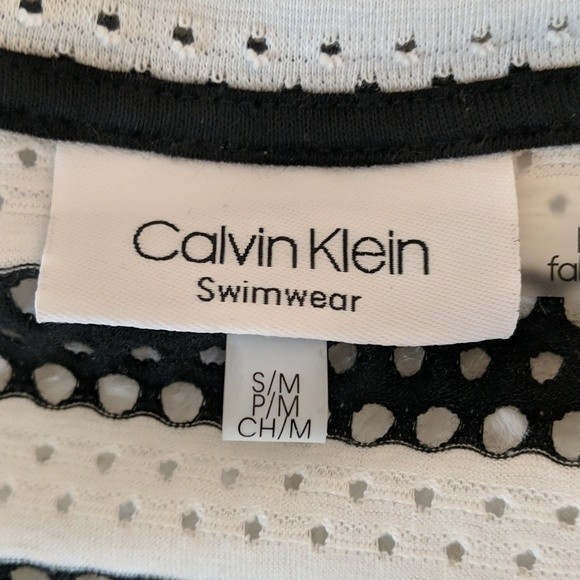 Calvin Klein
Swimwear
S/M
P/M
CH/M